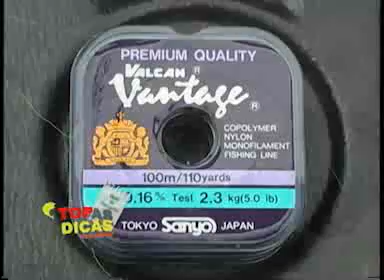 PREMIUM QUALITY
VALCAN ®
Vantage ®
COPOLYMER
NYLON
MONOFILAMENT
FISHING LINE
100m/110yards
0.16 m/m Test 2.3 kg(5.0 lb)
TOP
DICAS
TOKYO Sanyo JAPAN